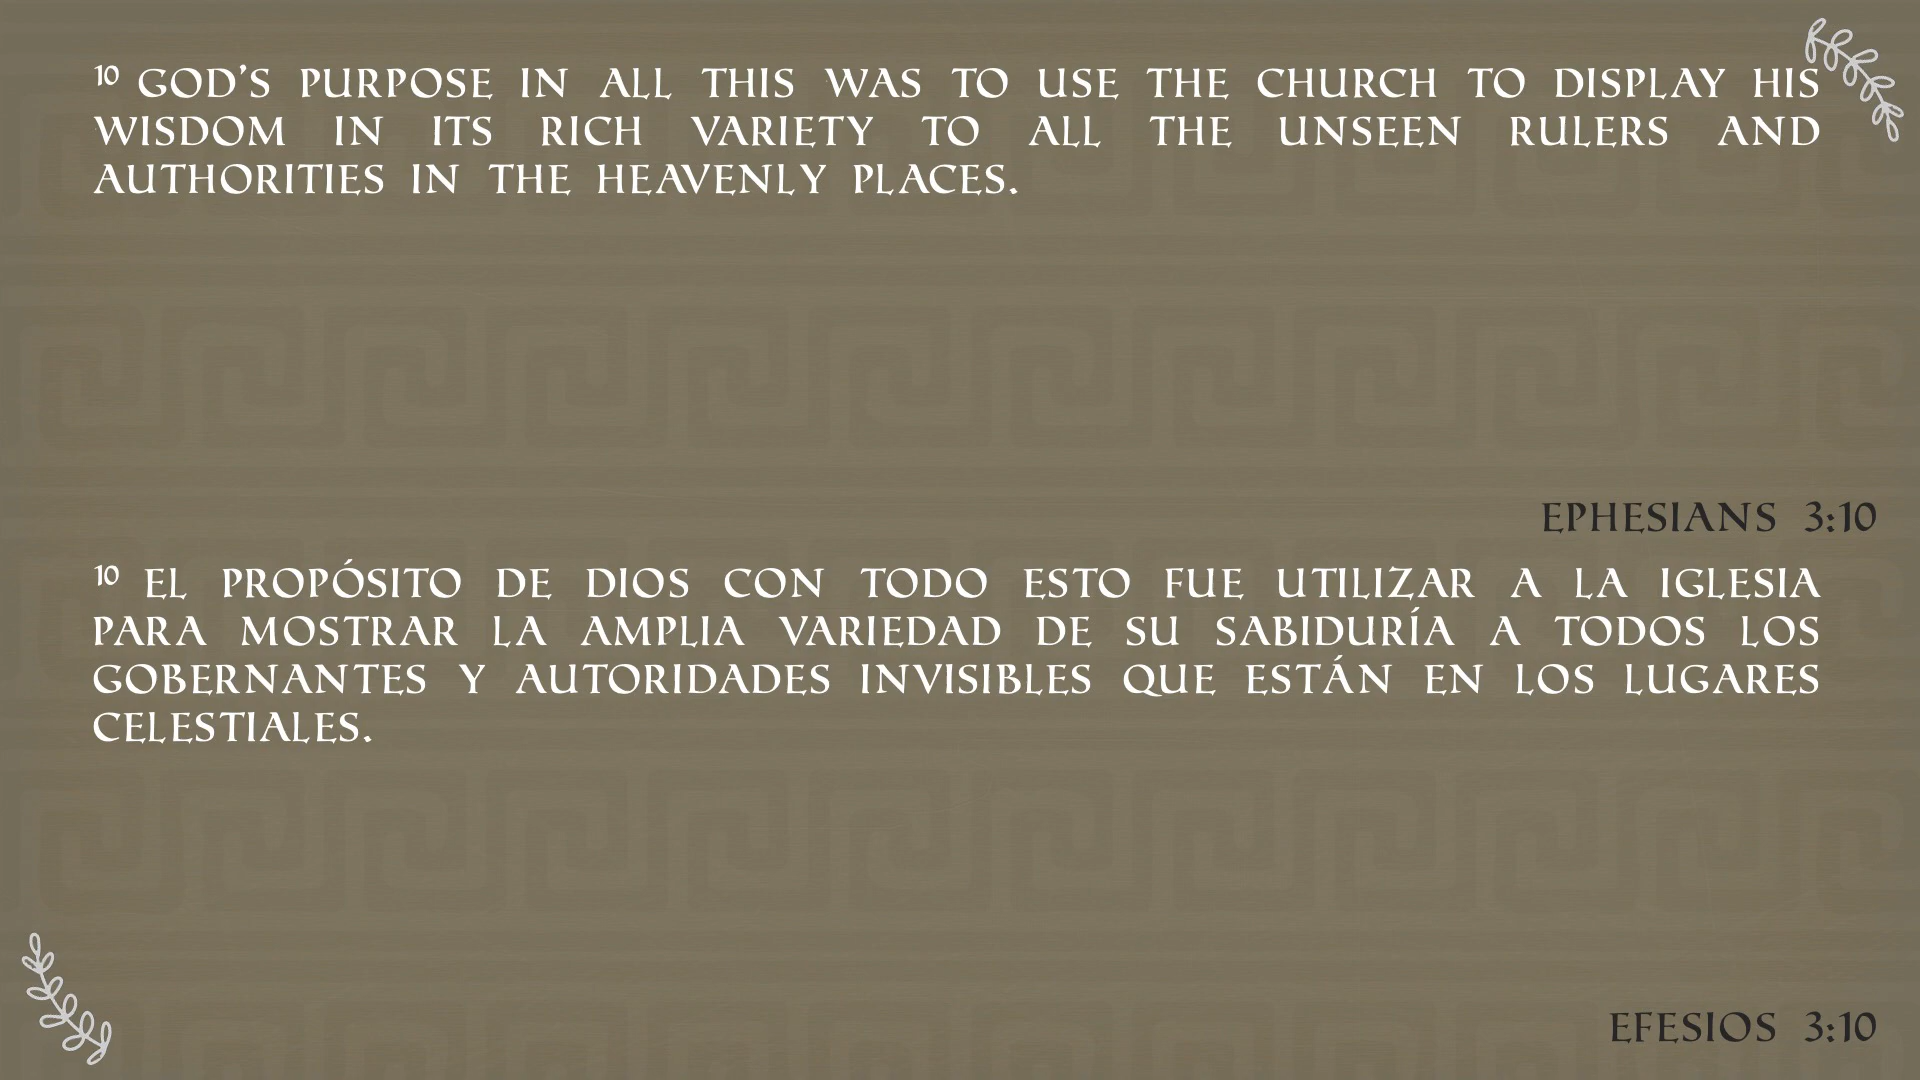 ¹⁰ GOD'S PURPOSE IN ALL THIS WAS TO USE THE CHURCH TO DISPLAY HIS
WISDOM IN ITS RICH VARIETY TO ALL THE UNSEEN RULERS AND
AUTHORITIES IN THE HEAVENLY PLACES.
EPHESIANS 3:10
¹⁰ EL PROPÓSITO DE DIOS CON TODO ESTO FUE UTILIZAR A LA IGLESIA
PARA MOSTRAR LA AMPLIA VARIEDAD DE SU SABIDURÍA A TODOS LOS
GOBERNANTES Y AUTORIDADES INVISIBLES QUE ESTÁN EN LOS LUGARES
CELESTIALES.
EFESIOS 3:10